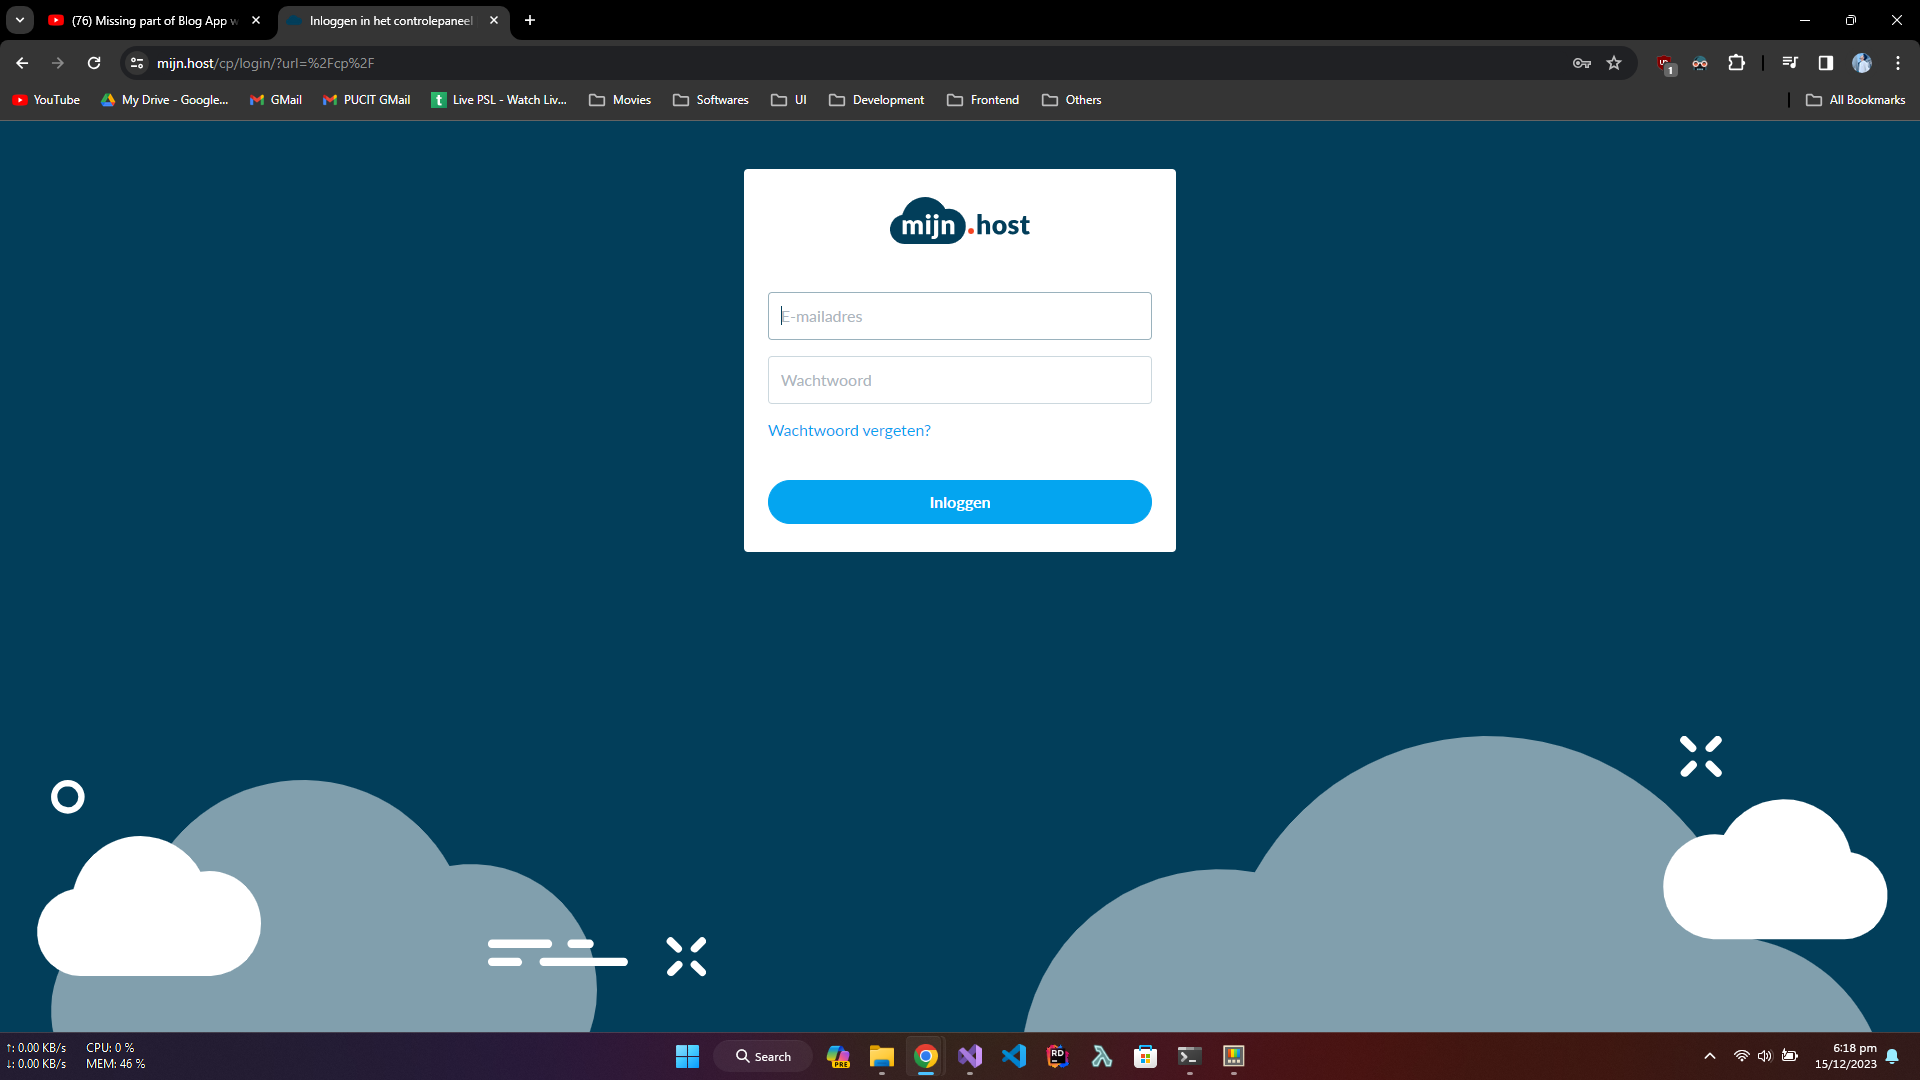 (76) Missing part of Blog App w
Inloggen in het controlepaneel
mijn.host/cp/login/?url=%2Fcp%2F
1
YouTube
My Drive - Google...
GMail
PUCIT GMail
t
Live PSL - Watch Liv...
Movies
Softwares
UI
Development
Frontend
Others
All Bookmarks
mijn.host
E-mailadres
Wachtwoord
Wachtwoord vergeten?
Inloggen
↑: 0.00 KB/s
CPU: 0 %
↓: 0.00 KB/s
MEM: 46 %
Search
PRE
RD
6:18 pm
15/12/2023